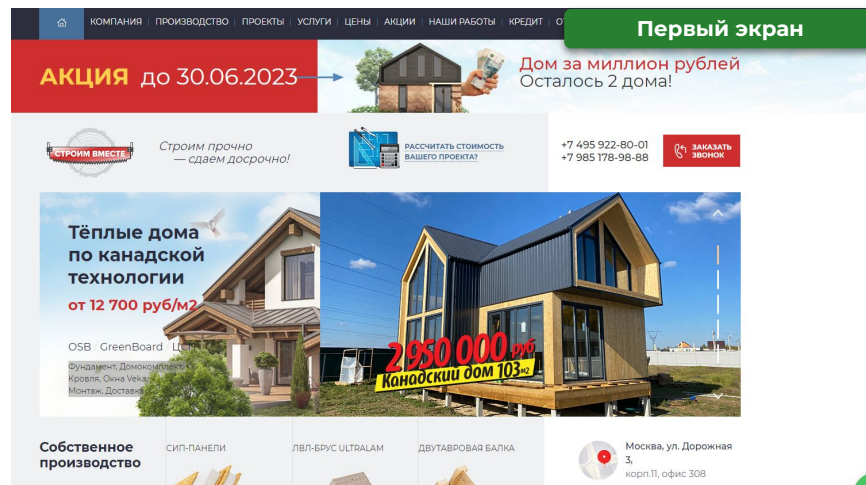 КОМПАНИЯ | ПРОИЗВОДСТВО | ПРОЕКТЫ | УСЛУГИ | ЦЕНЫ | АКЦИИ | НАШИ РАБОТЫ | КРЕДИТ |
Первый экран
АКЦИЯ до 30.06.2023
Дом за миллион рублей
Осталось 2 дома!
СТРОИМ ВМЕСТЕ
Строим прочно
— сдаем досрочно!
РАССЧИТАТЬ СТОИМОСТЬ
ВАШЕГО ПРОЕКТА?
+7 495 922-80-01
+7 985 178-98-88
ЗАКАЗАТЬ
ЗВОНОК
Тёплые дома
по канадской
технологии
от 12 700 руб/м2
OSB GreenBoard ЦСП
Фундамент, Домокомплект,
Кровля, Окна Veka,
Монтаж, Доставка
2 950 000 руб
Канадский дом 103 м2
Собственное
производство
СИП-ПАНЕЛИ
ЛВЛ-БРУС ULTRALAM
ДВУТАВРОВАЯ БАЛКА
Москва, ул. Дорожная
3,
корп.11, офис 308